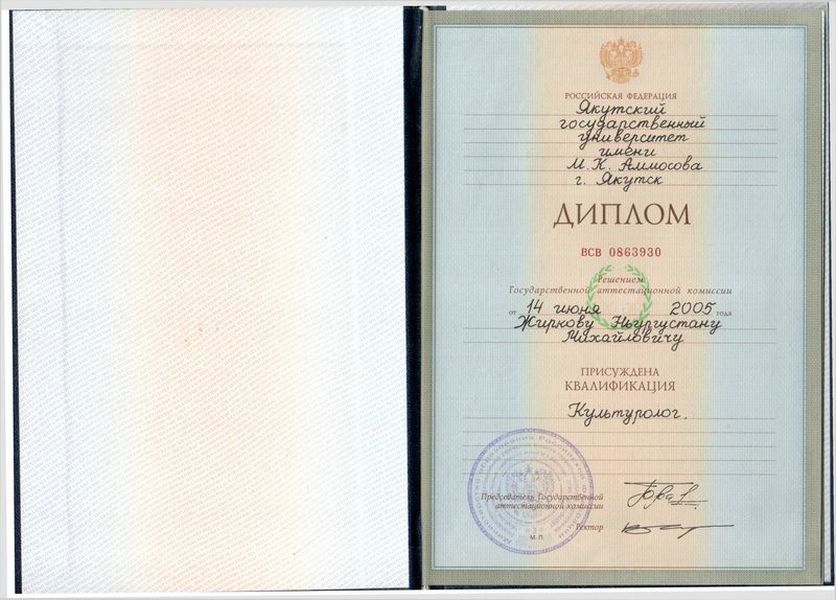 РОССИЙСКАЯ ФЕДЕРАЦИЯ
Якутский
государственный
университет
имени
М. К. Аммосова
г. Якутск
ДИПЛОМ
ВСВ 0863930
Решением
Государственной аттестационной комиссии
от 14 июня 2005 года
Жиркову Ньургустану
Михайловичу
ПРИСУЖДЕНА
КВАЛИФИКАЦИЯ
Культуролог.
Председатель Государственной
аттестационной комиссии
Ректор
М.П.